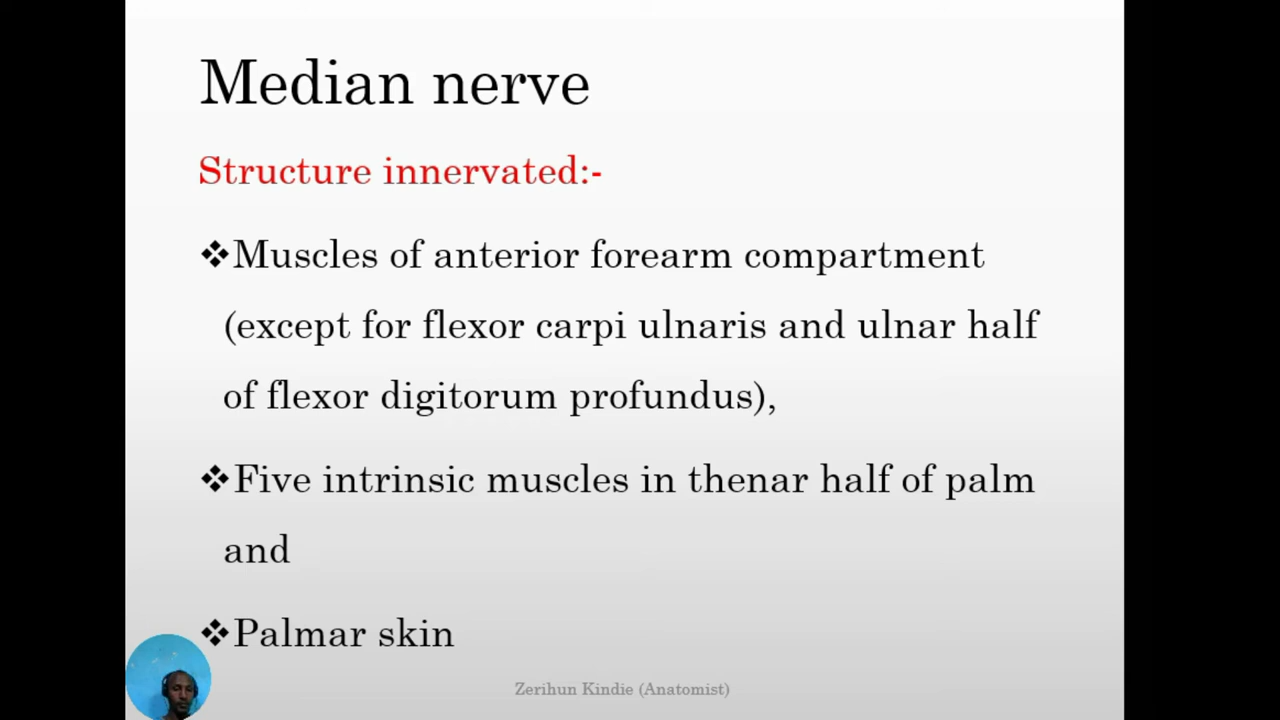 Median nerve
Structure innervated:-
❖Muscles of anterior forearm compartment
(except for flexor carpi ulnaris and ulnar half
of flexor digitorum profundus),
❖Five intrinsic muscles in thenar half of palm
and
❖Palmar skin
Zerihun Kindie (Anatomist)